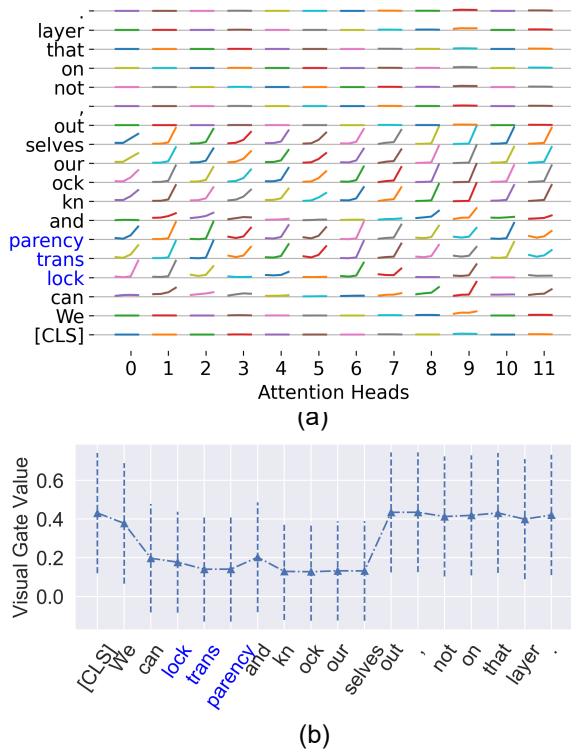 .
layer
that
on
not
,
out
selves
our
ock
kn
and
parency
trans
lock
can
We
[CLS]
0 1 2 3 4 5 6 7 8 9 10 11
Attention Heads
(a)
Visual Gate Value
0.6
0.4
0.2
0.0
[CLS] We can lock trans parency and kn ock our selves out , not on that layer .
(b)